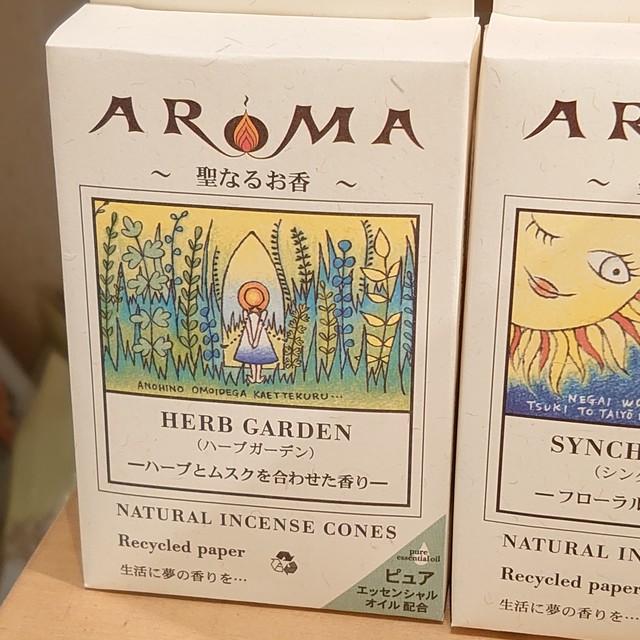 AROMA
～ 聖なるお香 ～
ANOHINO OMOIDEGA KAETTEKURU...
HERB GARDEN
(ハーブガーデン)
ーハーブとムスクを合わせた香りー
NATURAL INCENSE CONES
Recycled paper
生活に夢の香りを…
pure
essential oil
ピュア
エッセンシャル
オイル配合
AR
～
NEGAI WO
TSUKI TO TAIYŌ
SYNCH
(シン
ーフローラル
NATURAL IN
Recycled paper
生活に夢の香りを…